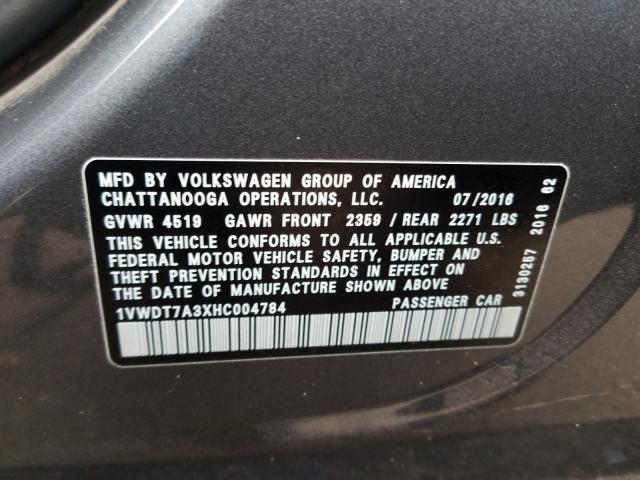 MFD BY VOLKSWAGEN GROUP OF AMERICA
CHATTANOOGA OPERATIONS, LLC. 07/2016
GVWR 4519 GAWR FRONT 2359 / REAR 2271 LBS
THIS VEHICLE CONFORMS TO ALL APPLICABLE U.S.
FEDERAL MOTOR VEHICLE SAFETY, BUMPER AND
THEFT PREVENTION STANDARDS IN EFFECT ON
THE DATE OF MANUFACTURE SHOWN ABOVE
1VWDT7A3XHC004784 PASSENGER CAR
3130257 2016 62